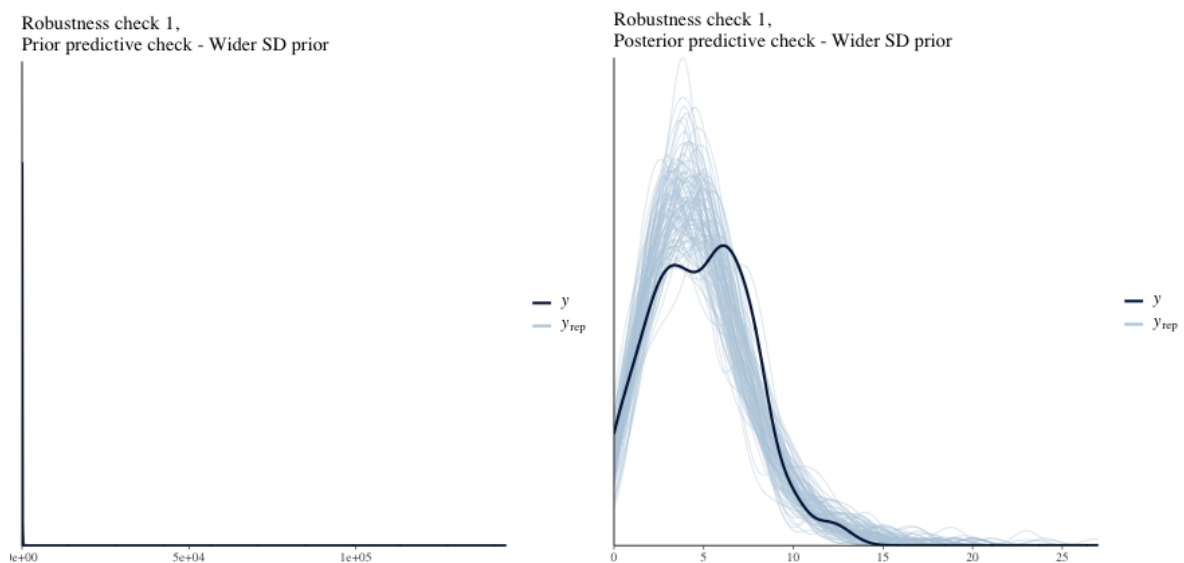 Robustness check 1,
Prior predictive check - Wider SD prior
y
yrep
0e+00 5e+04 1e+05
Robustness check 1,
Posterior predictive check - Wider SD prior
y
yrep
0 5 10 15 20 25